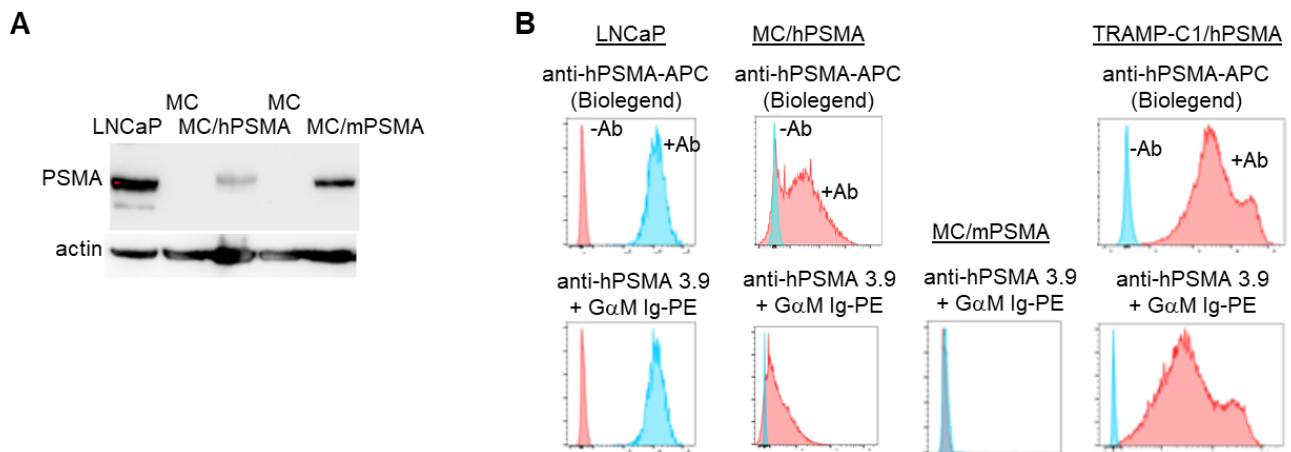 A
MC MC
LNCaP MC/hPSMA MC/mPSMA
PSMA
actin
B
LNCaP MC/hPSMA TRAMP-C1/hPSMA
anti-hPSMA-APC anti-hPSMA-APC anti-hPSMA-APC
(Biolegend) (Biolegend) (Biolegend)
-Ab +Ab -Ab +Ab -Ab +Ab
MC/mPSMA
anti-hPSMA 3.9 anti-hPSMA 3.9 anti-hPSMA 3.9 anti-hPSMA 3.9
+ GαM Ig-PE + GαM Ig-PE + GαM Ig-PE + GαM Ig-PE